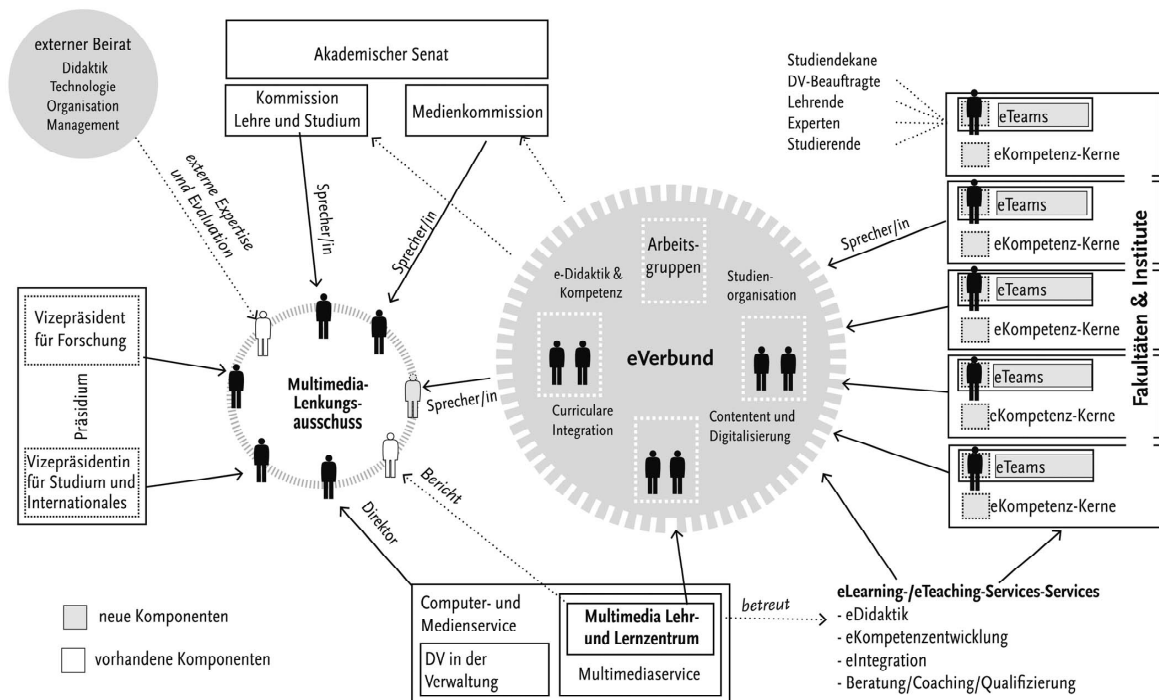 externer Beirat
Didaktik
Technologie
Organisation
Management
Akademischer Senat
Kommission
Lehre und Studium
Medienkommission
Studiendekane
DV-Beauftragte
Lehrende
Experten
Studierende
eTeams
eKompetenz-Kerne
eTeams
eKompetenz-Kerne
eTeams
eKompetenz-Kerne
eTeams
eKompetenz-Kerne
eTeams
eKompetenz-Kerne
Fakultäten & Institute
externe Expertise
und Evaluation
Sprecher/in
Sprecher/in
Sprecher/in
Sprecher/in
Vizepräsident
für Forschung
Präsidium
Vizepräsidentin
für Studium und
Internationales
Multimedia-
Lenkungs-
ausschuss
Arbeits-
gruppen
e-Didaktik &
Kompetenz
Studien-
organisation
eVerbund
Curriculare
Integration
Contentent und
Digitalisierung
Bericht
Direktor
Computer- und
Medienservice
DV in der
Verwaltung
Multimedia Lehr-
und Lernzentrum
Multimediaservice
betreut
eLearning-/eTeaching-Services-Services
- eDidaktik
- eKompetenzentwicklung
- eIntegration
- Beratung/Coaching/Qualifizierung
neue Komponenten
vorhandene Komponenten